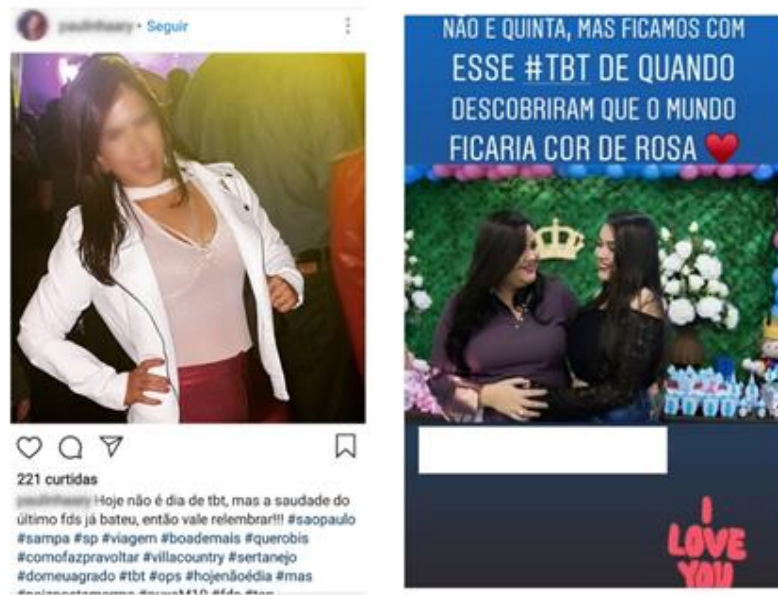 Seguir
221 curtidas
Hoje não é dia de tbt, mas a saudade do
último fds já bateu, então vale relembrar!!! #saopaulo
#sampa #sp #viagem #boademais #querobis
#comofazpravoltar #villacountry #sertanejo
#domeuagrado #tbt #ops #hojenãoédia #mas
NÃO E QUINTA, MAS FICAMOS COM
ESSE #TBT DE QUANDO
DESCOBRIRAM QUE O MUNDO
FICARIA COR DE ROSA
I
LOVE
YOU